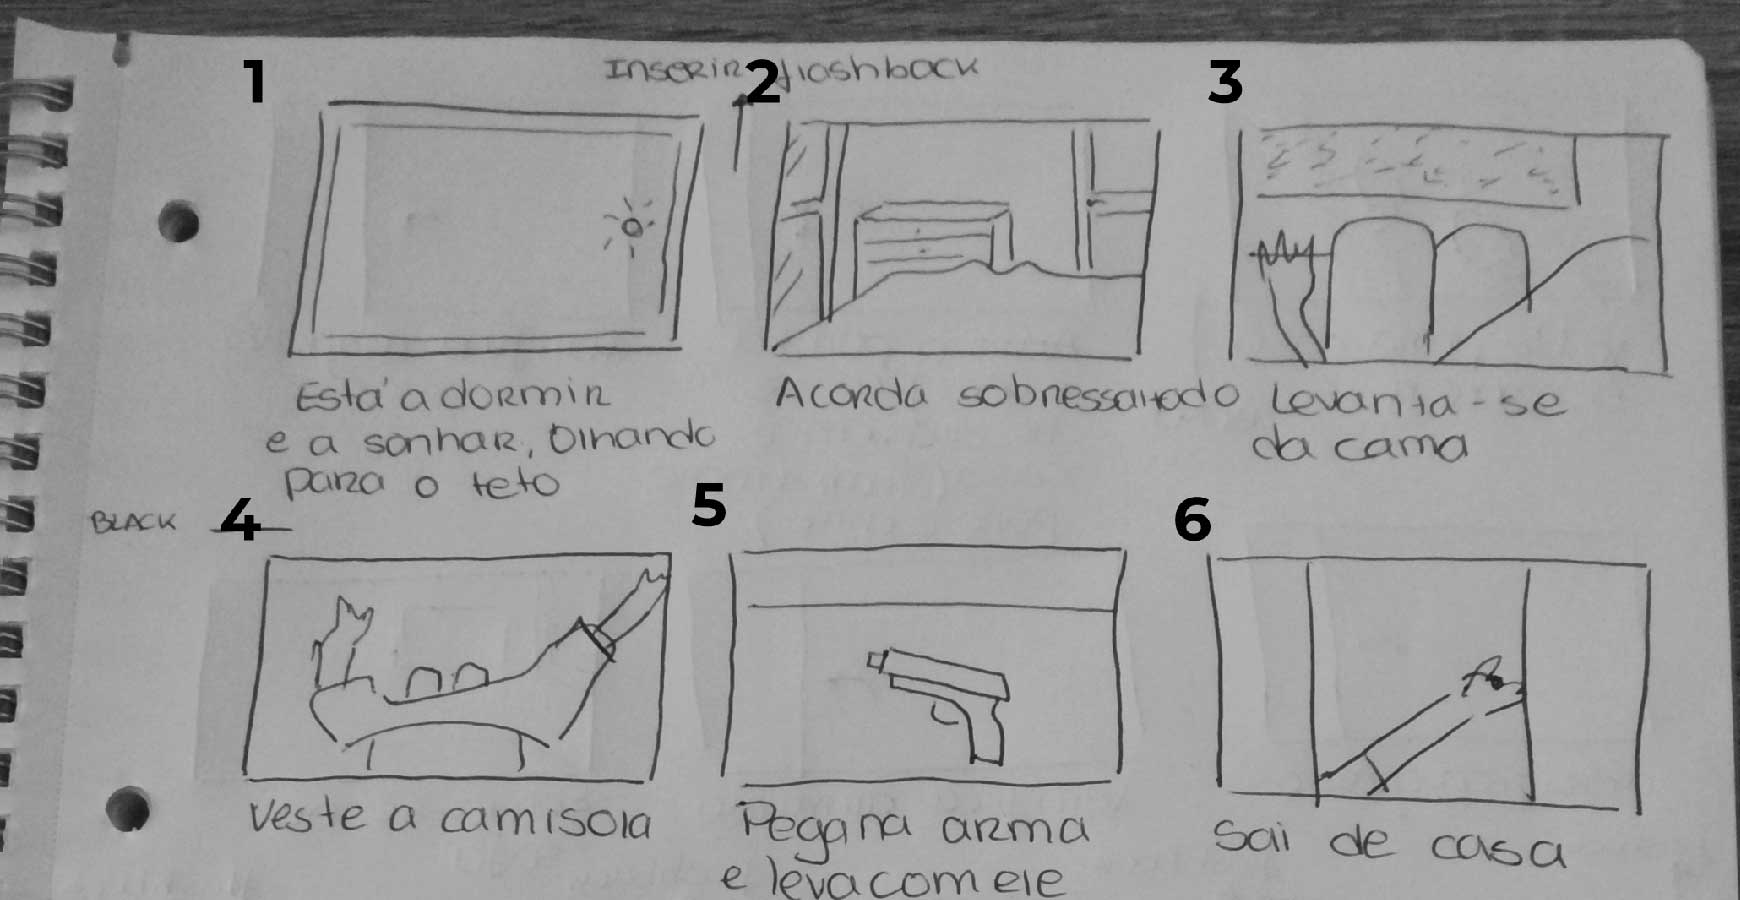 1
Inserir flashback
2
3
Está a dormir
e a sonhar, olhando
para o teto
Acorda sobressaltado
Levanta-se
da cama
BLACK
4
5
6
Veste a camisola
Pega na arma
e leva com ele
Sai de casa